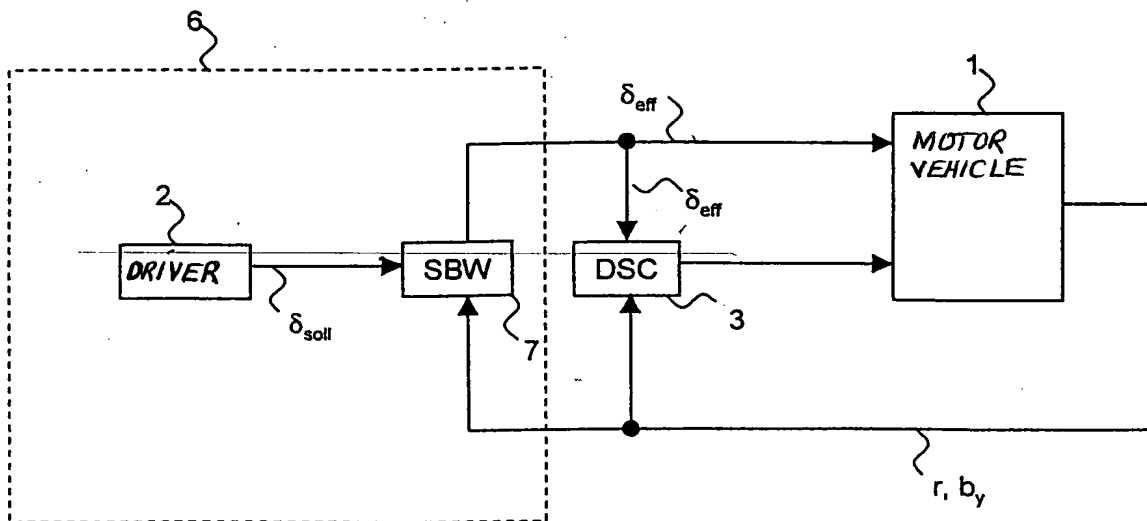 6
1
δeff
MOTOR
VEHICLE
2
δeff
DRIVER
SBW
DSC
δsoll
7
3
r, by